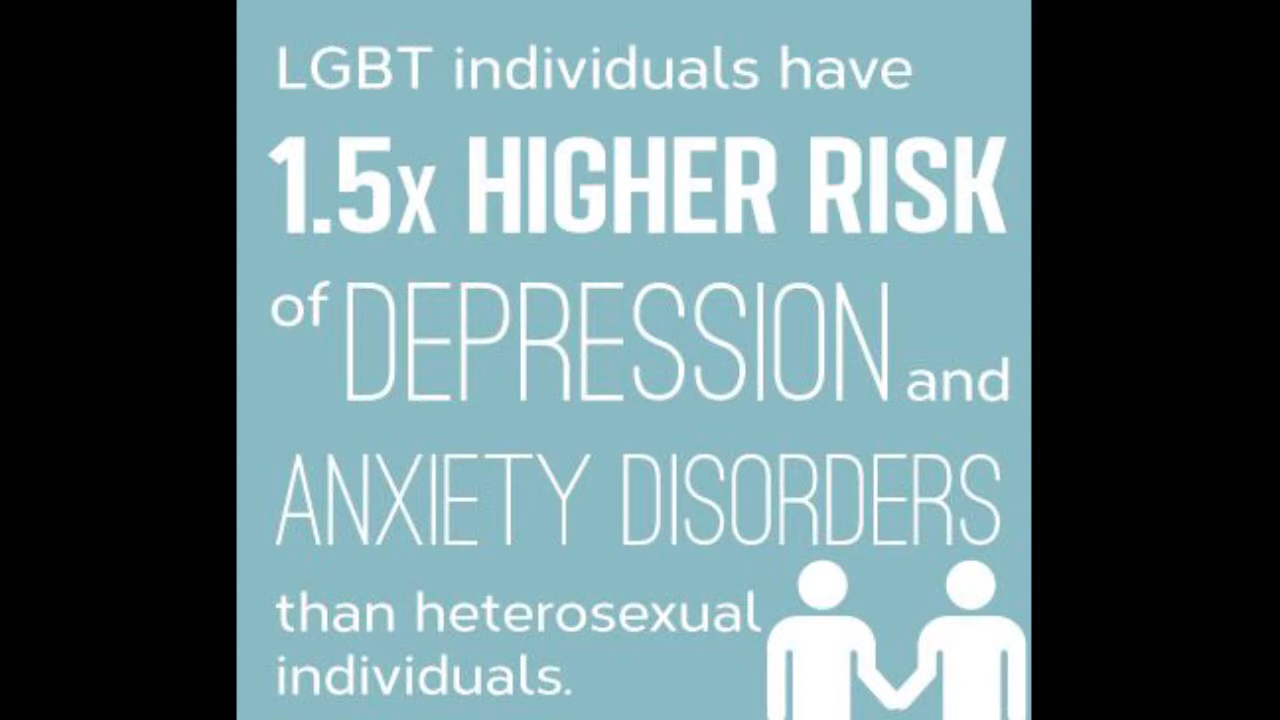 LGBT individuals have
1.5x HIGHER RISK
of DEPRESSION and
ANXIETY DISORDERS
than heterosexual
individuals.